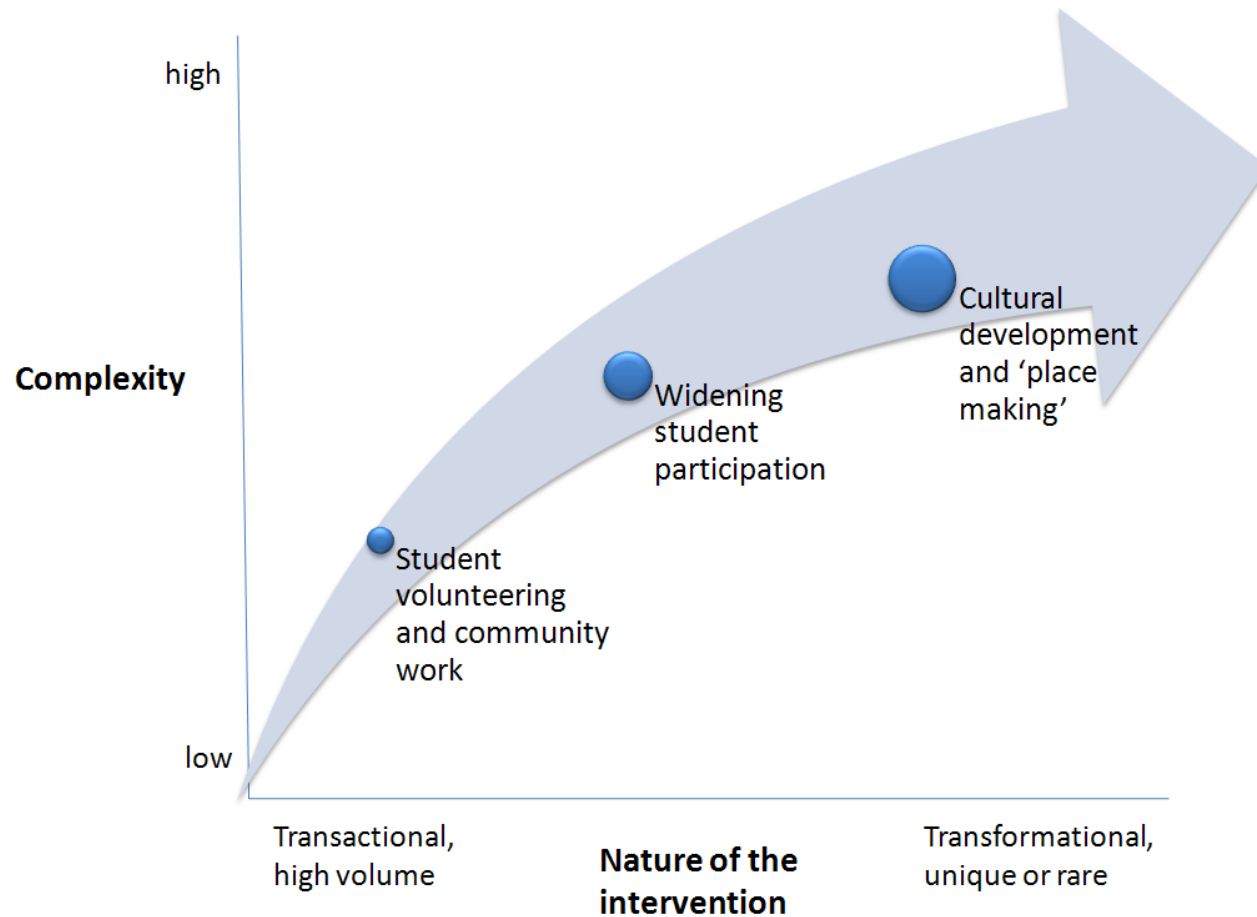 high
Complexity
low
Cultural
development
and ‘place
making’
Widening
student
participation
Student
volunteering
and community
work
Transactional,
high volume
Nature of the
intervention
Transformational,
unique or rare